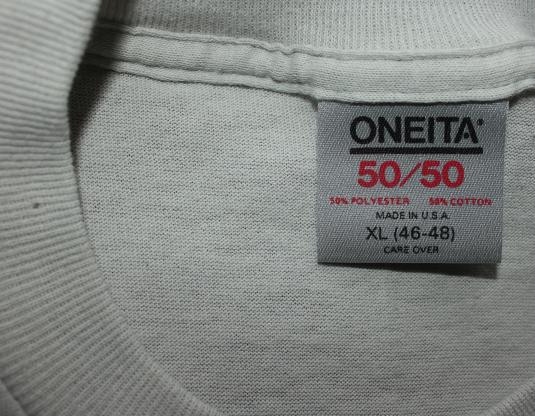 ONEITA®
50/50
50% POLYESTER 50% COTTON
MADE IN U.S.A.
XL (46-48)
CARE OVER